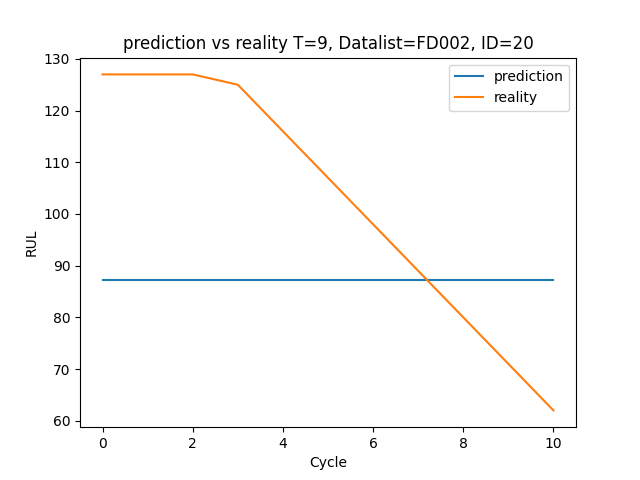 prediction vs reality T=9, Datalist=FD002, ID=20
prediction
reality
RUL
130
120
110
100
90
80
70
60
0 2 4 6 8 10
Cycle